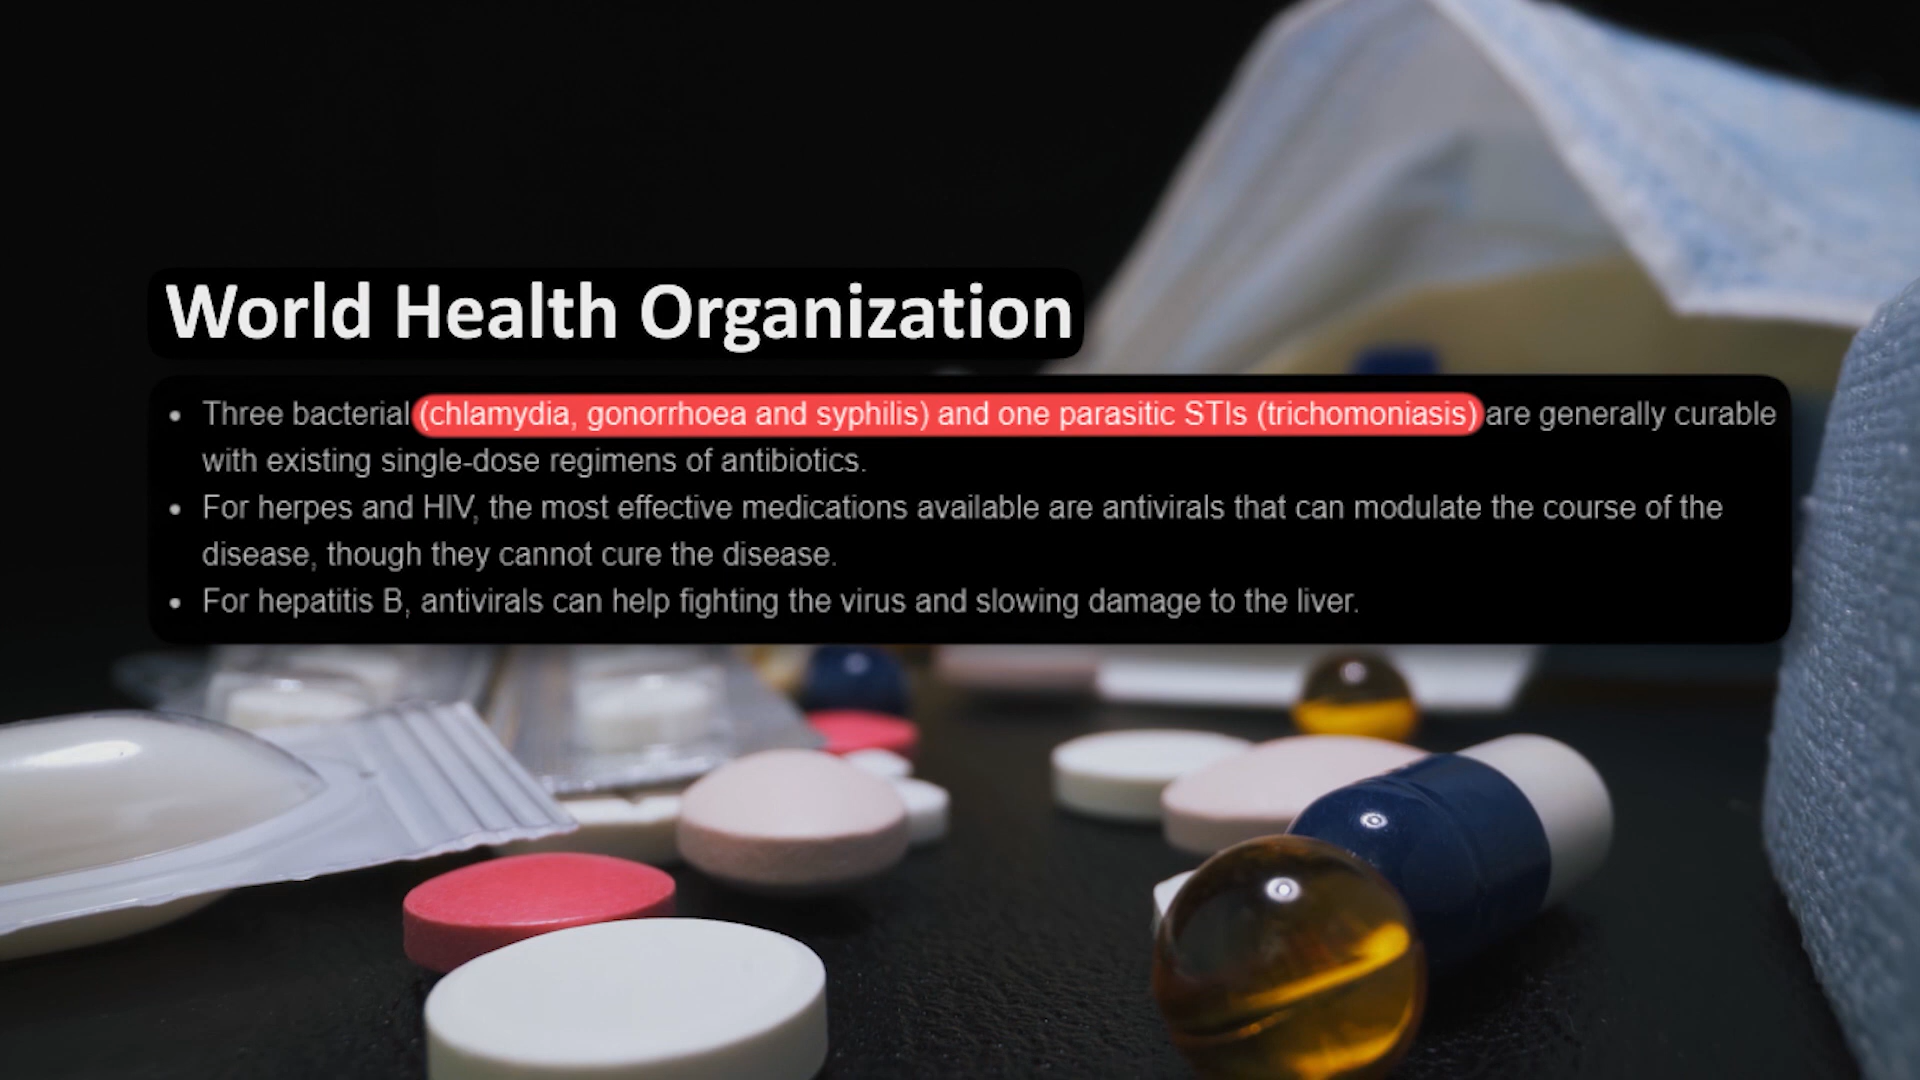 World Health Organization
• Three bacterial (chlamydia, gonorrhoea and syphilis) and one parasitic STIs (trichomoniasis) are generally curable
with existing single-dose regimens of antibiotics.
• For herpes and HIV, the most effective medications available are antivirals that can modulate the course of the
disease, though they cannot cure the disease.
• For hepatitis B, antivirals can help fighting the virus and slowing damage to the liver.